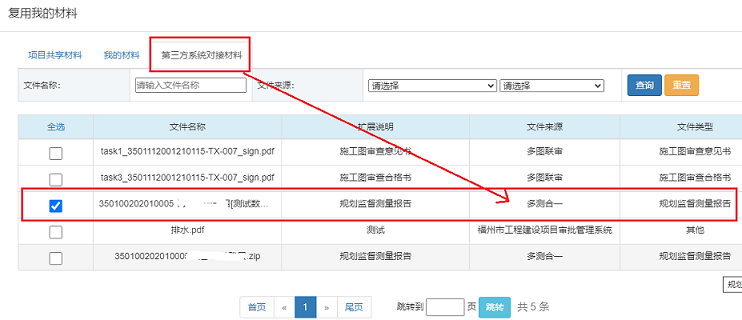 复用我的材料
项目共享材料 我的材料 第三方系统对接材料
文件名称: 请输入文件名称 文件来源: 请选择 请选择 查询 重置
全选 文件名称 扩展说明 文件来源 文件类型
task1_3501112001210115-TX-007_sign.pdf 施工图审查意见书 多图联审 施工图审查意见书
task3_3501112001210115-TX-007_sign.pdf 施工图审查合格书 多图联审 施工图审查合格书
350100202010005 [测试数... 规划监督测量报告 多测合一 规划监督测量报告
排水.pdf 测试 福州市工程建设项目审批管理系统 其他
35010020201000 .zip 规划监督测量报告 多测合一 规划监督测量报告
规划
首页 « 1 » 尾页 跳转到 页 跳转 共 5 条